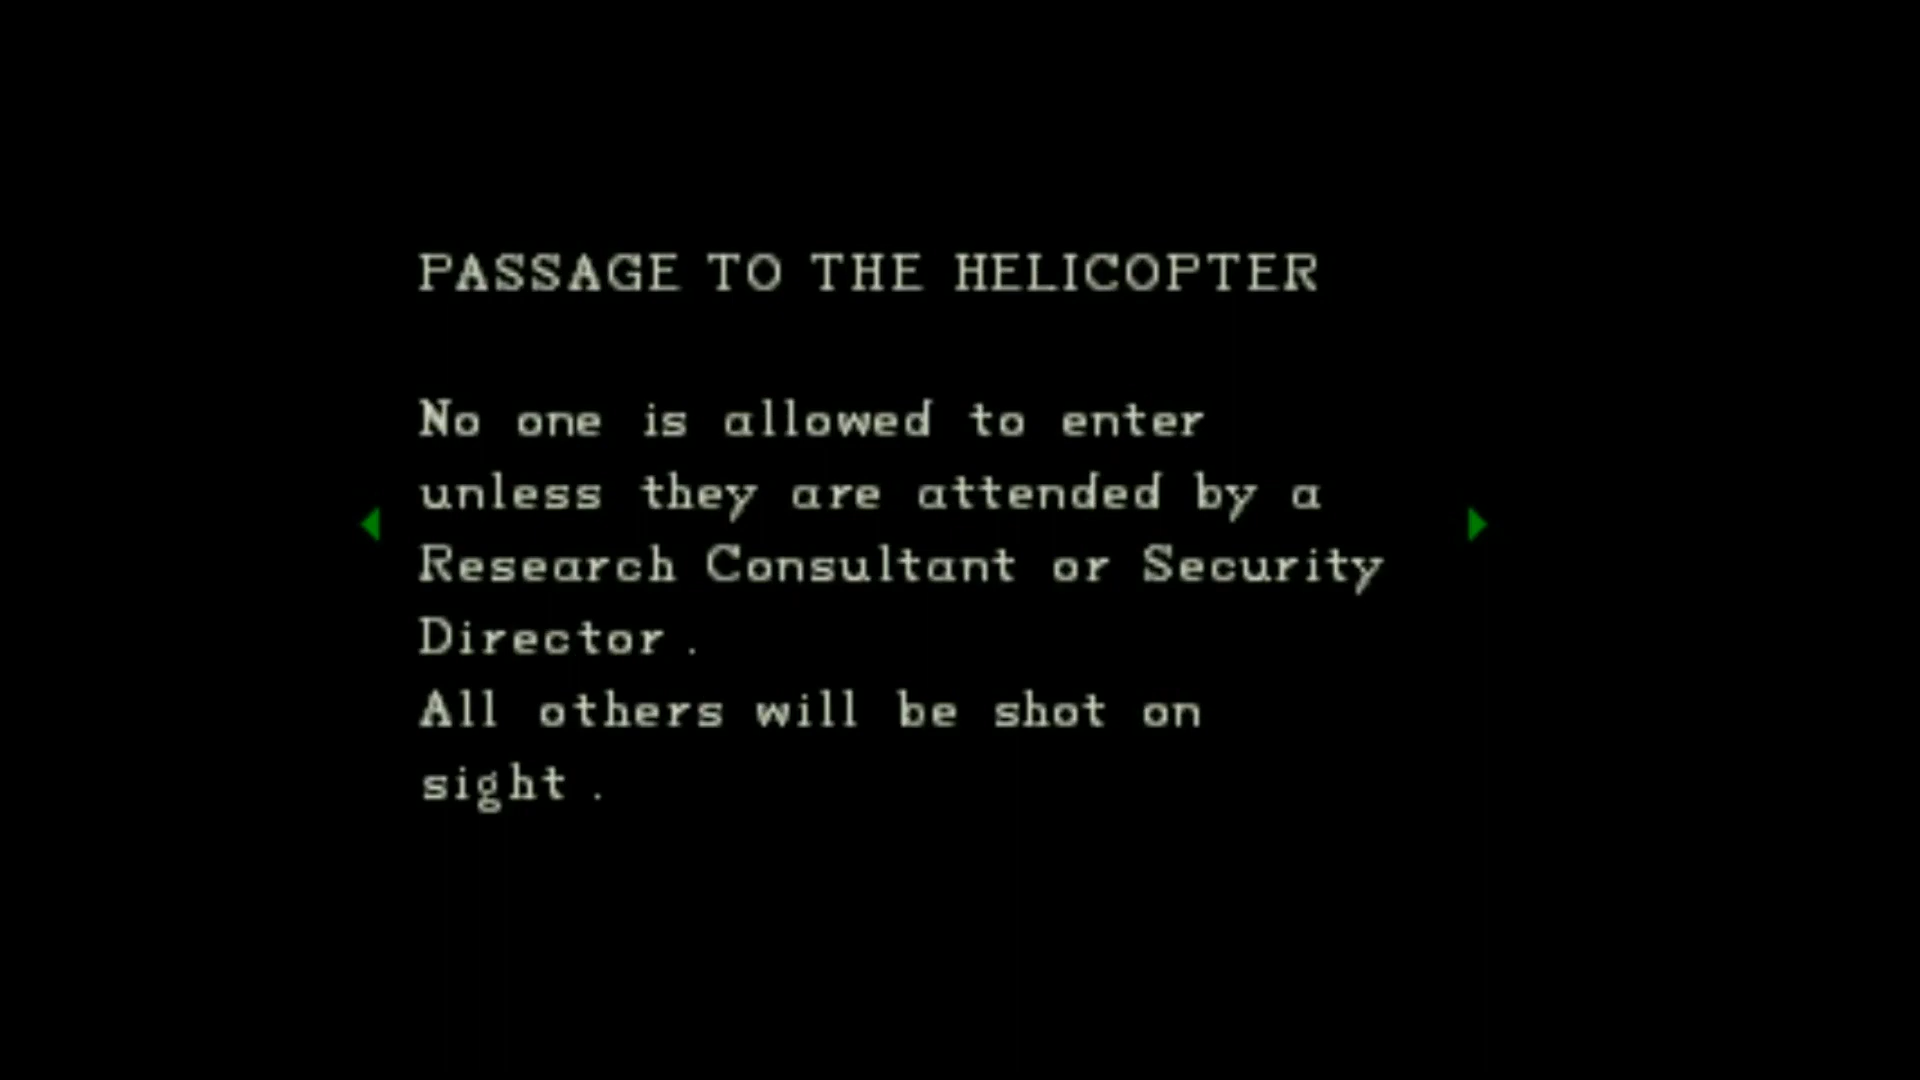 PASSAGE TO THE HELICOPTER
No one is allowed to enter
unless they are attended by a
Research Consultant or Security
Director.
All others will be shot on
sight.